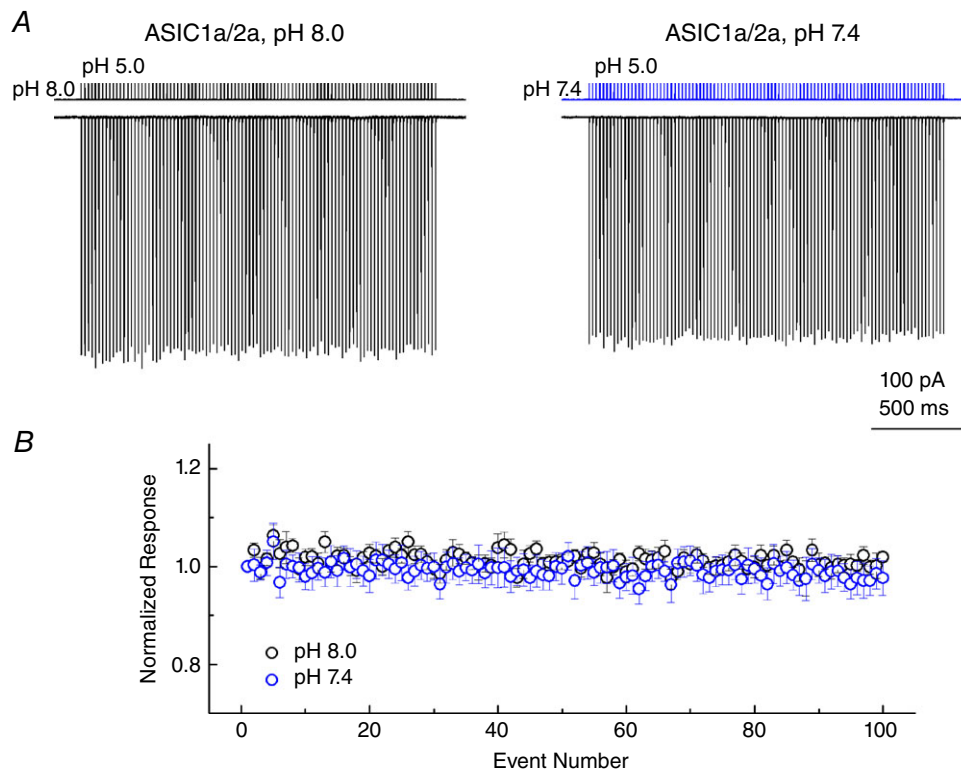 A
ASIC1a/2a, pH 8.0
pH 5.0
pH 8.0
ASIC1a/2a, pH 7.4
pH 5.0
pH 7.4
100 pA
500 ms
B
Normalized Response
1.2
1.0
0.8
pH 8.0
pH 7.4
0 20 40 60 80 100
Event Number